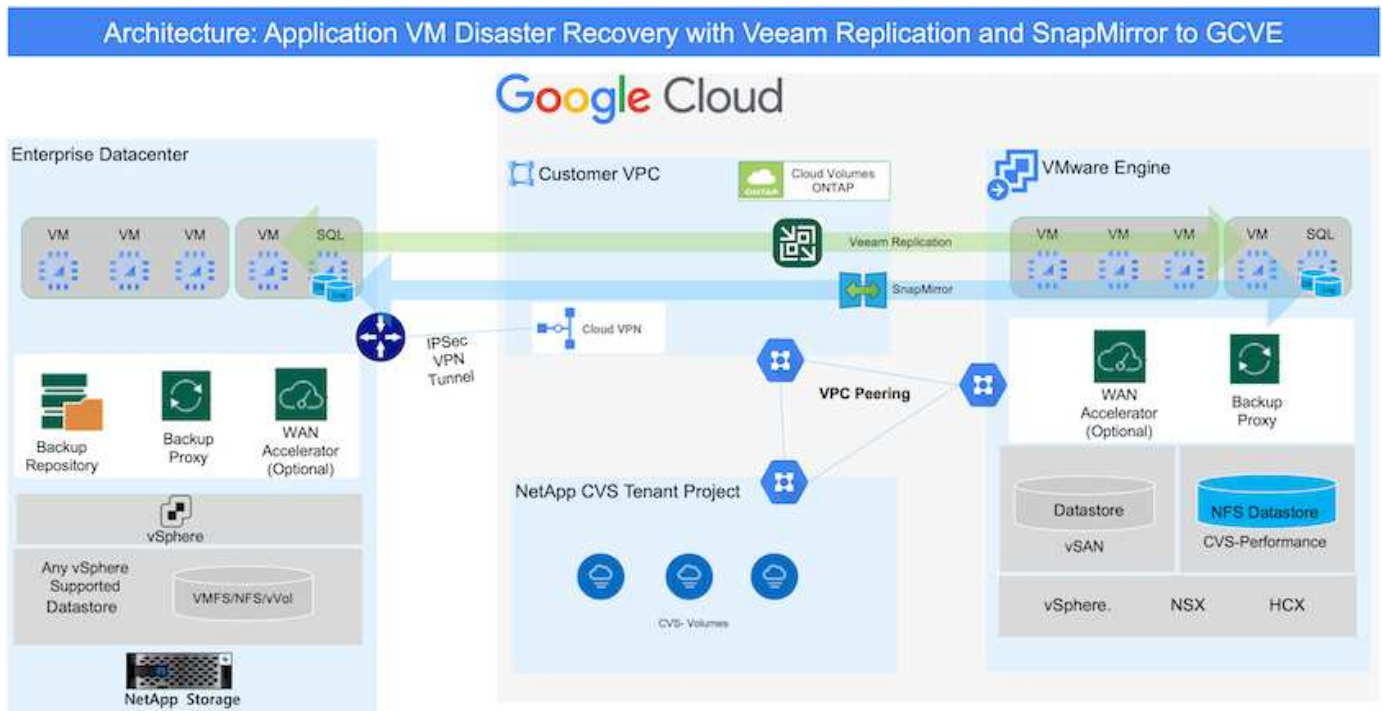 Architecture: Application VM Disaster Recovery with Veeam Replication and SnapMirror to GCVE
Google Cloud
Enterprise Datacenter
VM
VM
VM
VM
SQL
IPSec
VPN
Tunnel
Backup
Repository
Backup
Proxy
WAN
Accelerator
(Optional)
vSphere
Any vSphere
Supported
Datastore
VMFS/NFS/vVol
NetApp Storage
Customer VPC
ONTAP
Cloud Volumes
ONTAP
Veeam Replication
SnapMirror
Cloud VPN
VPC Peering
NetApp CVS Tenant Project
CVS- Volumes
VMware Engine
VM
VM
VM
VM
SQL
WAN
Accelerator
(Optional)
Backup
Proxy
Datastore
vSAN
NFS Datastore
CVS-Performance
vSphere.
NSX
HCX